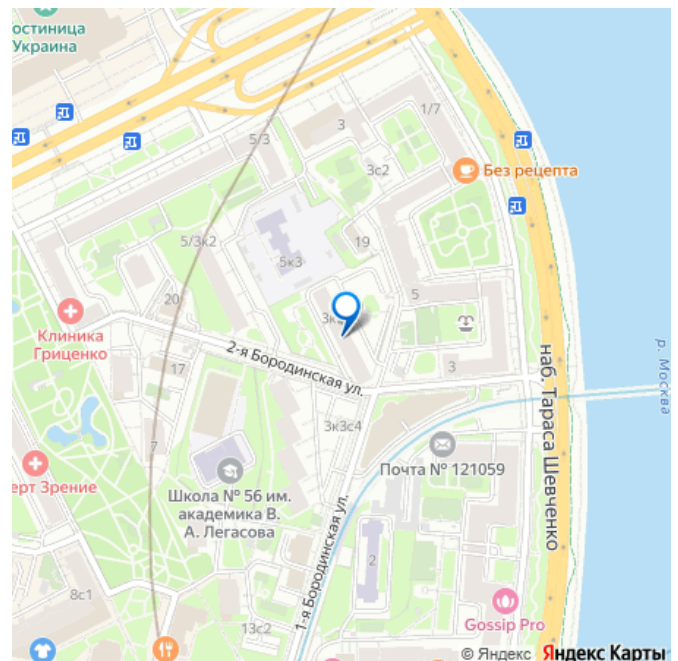 остиница
Украина
1/7
3
5/3
3с2
Без рецепта
19
5/3к2
5к3
5
20
Клиника
Гриценко
2-я Бородинская ул.
3
17
р. Москва
наб. Тараса Шевченко
3к3с4
7
Почта № 121059
ерт Зрение
Школа № 56 им.
академика В.
А. Легасова
1-я Бородинская ул.
2
8с1
13с2
Gossip Pro
© Яндекс Яндекс Карты